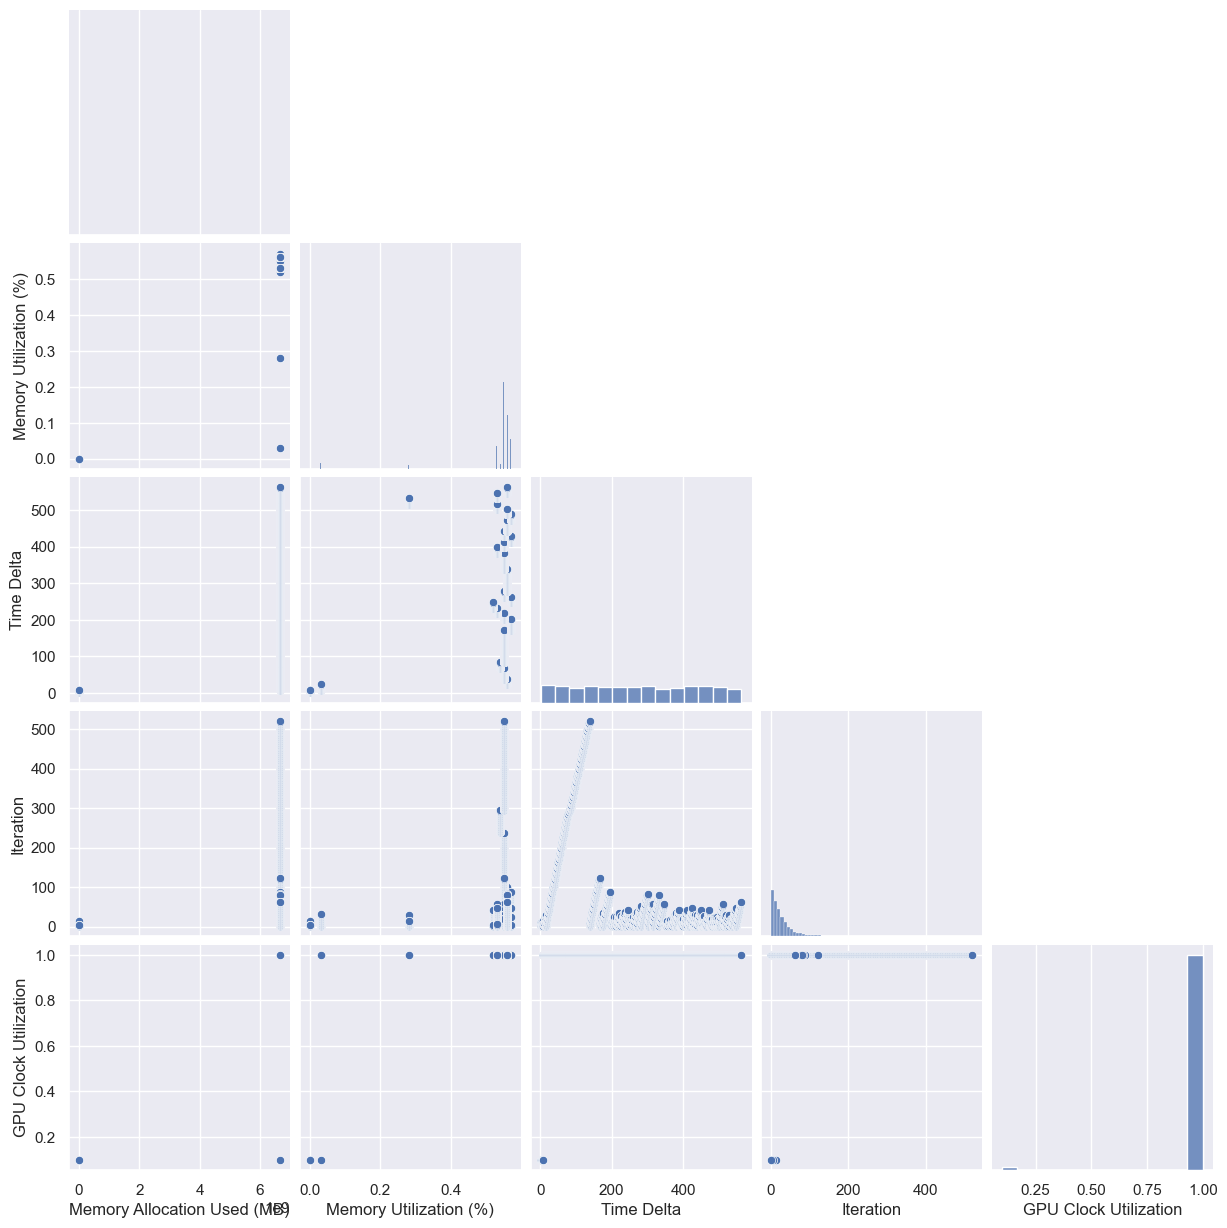 Memory Utilization (%)
0.5
0.4
0.3
0.2
0.1
0.0
Time Delta
500
400
300
200
100
0
Iteration
500
400
300
200
100
0
GPU Clock Utilization
1.0
0.8
0.6
0.4
0.2
0 2 4 6
0.0 0.2 0.4
0 200 400
0 200 400
0.25 0.50 0.75 1.00
Memory Allocation Used (MB)
1e9
Memory Utilization (%)
Time Delta
Iteration
GPU Clock Utilization